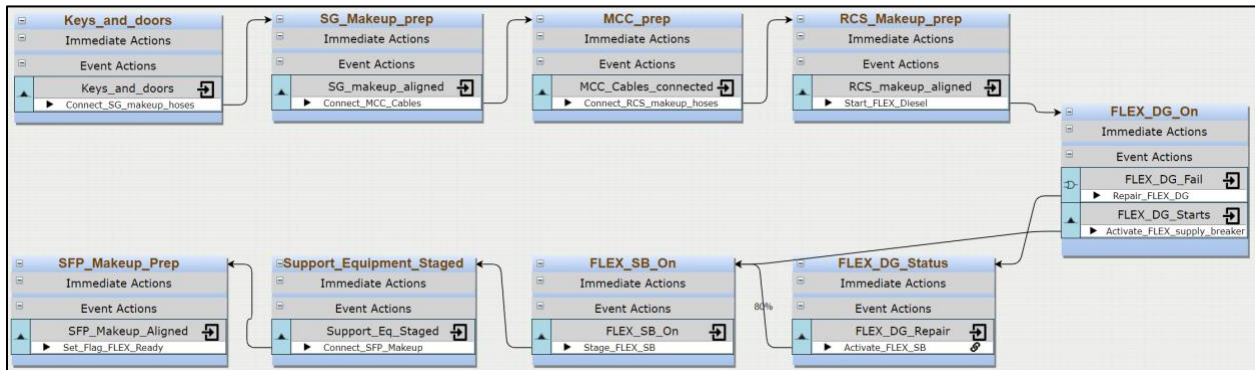 Keys_and_doors
Immediate Actions
Event Actions
Keys_and_doors
Connect_SG_makeup_hoses
SG_Makeup_prep
Immediate Actions
Event Actions
SG_makeup_aligned
Connect_MCC_Cables
MCC_prep
Immediate Actions
Event Actions
MCC_Cables_connected
Connect_RCS_makeup_hoses
RCS_Makeup_prep
Immediate Actions
Event Actions
RCS_makeup_aligned
Start_FLEX_Diesel
FLEX_DG_On
Immediate Actions
Event Actions
FLEX_DG_Fail
Repair_FLEX_DG
FLEX_DG_Starts
Activate_FLEX_supply_breaker
SFP_Makeup_Prep
Immediate Actions
Event Actions
SFP_Makeup_Aligned
Set_Flag_FLEX_Ready
Support_Equipment_Staged
Immediate Actions
Event Actions
Support_Eq_Staged
Connect_SFP_Makeup
FLEX_SB_On
Immediate Actions
Event Actions
FLEX_SB_On
Stage_FLEX_SB
80%
FLEX_DG_Status
Immediate Actions
Event Actions
FLEX_DG_Repair
Activate_FLEX_SB